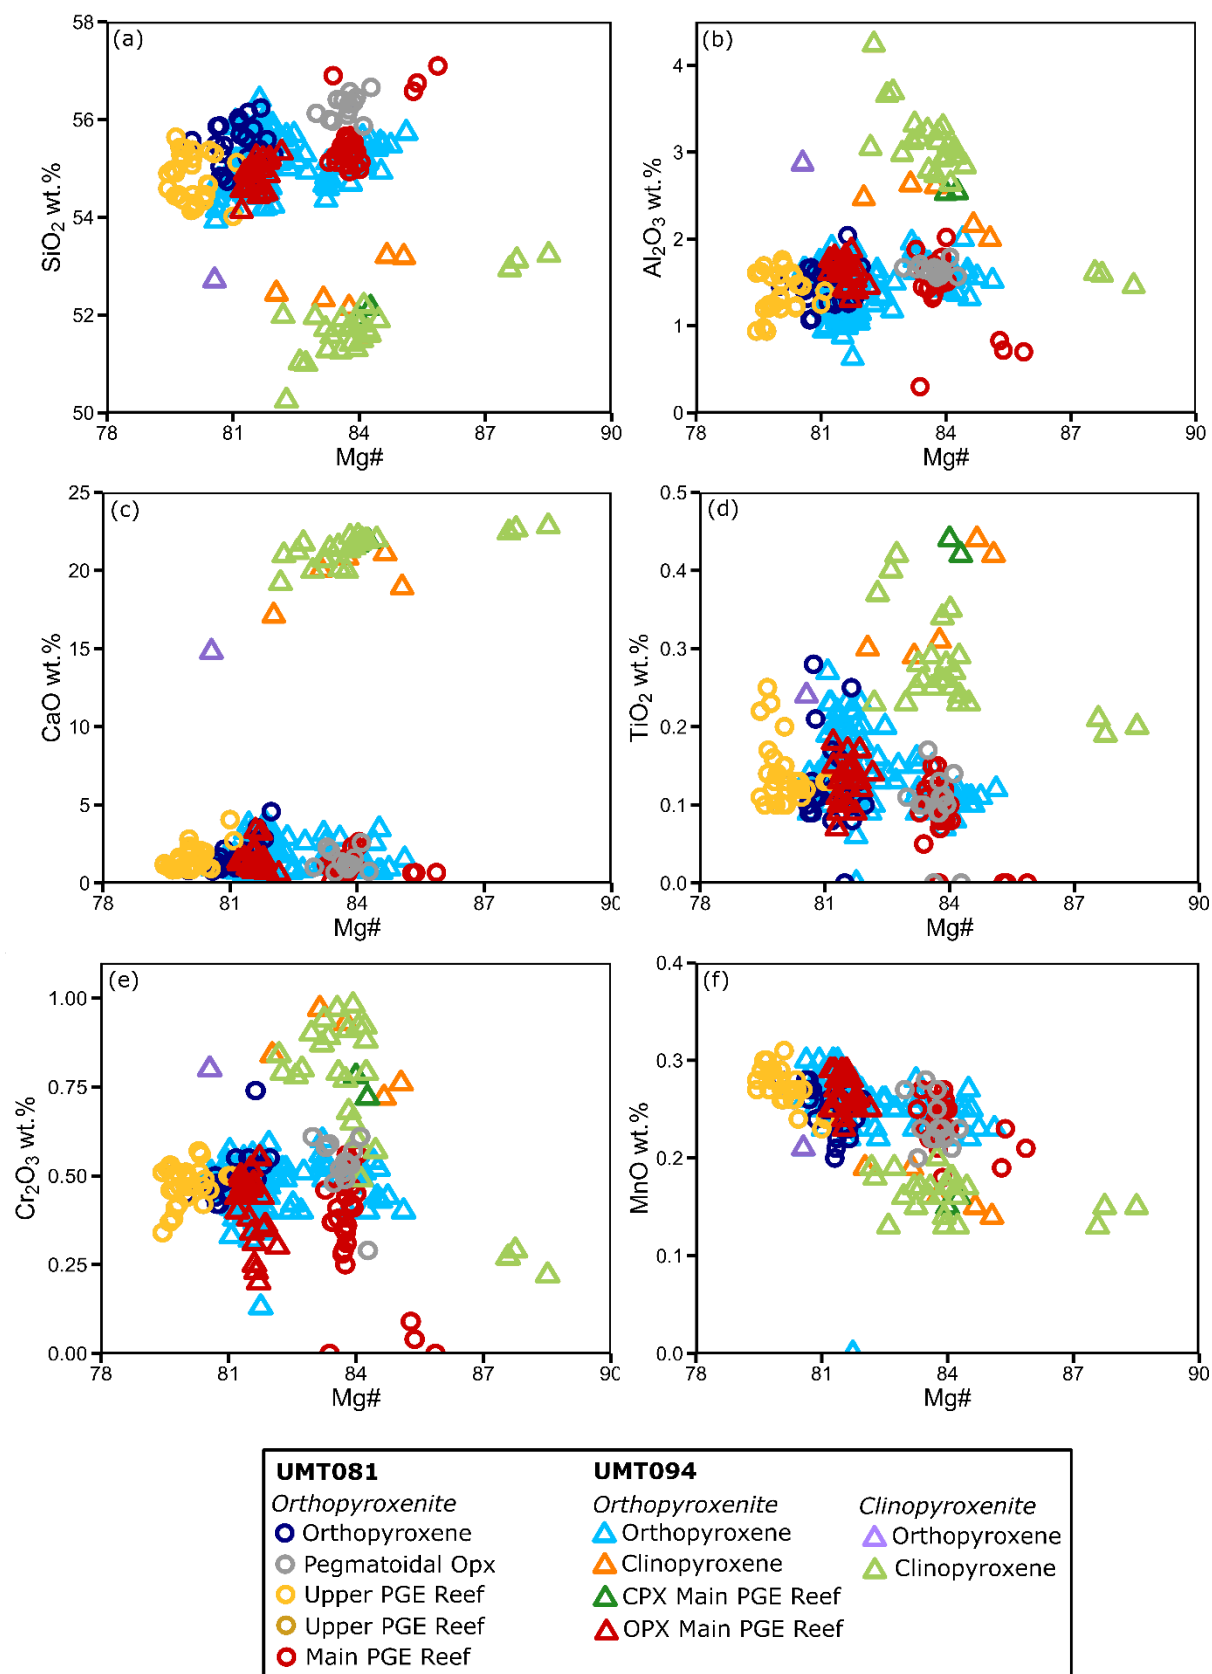 (a)
58
56
54
52
50
SiO₂ wt.%
78 81 84 87 90
Mg#
(b)
4
3
2
1
0
Al₂O₃ wt.%
78 81 84 87 90
Mg#
(c)
25
20
15
10
5
0
CaO wt.%
78 81 84 87 90
Mg#
(d)
0.5
0.4
0.3
0.2
0.1
0.0
TiO₂ wt.%
78 81 84 87 90
Mg#
(e)
1.00
0.75
0.50
0.25
0.00
Cr₂O₃ wt.%
78 81 84 87 90
Mg#
(f)
0.4
0.3
0.2
0.1
0.0
MnO wt.%
78 81 84 87 90
Mg#
UMT081
Orthopyroxenite
Orthopyroxene
Pegmatoidal Opx
Upper PGE Reef
Upper PGE Reef
Main PGE Reef
UMT094
Orthopyroxenite
Orthopyroxene
Clinopyroxene
CPX Main PGE Reef
OPX Main PGE Reef
Clinopyroxenite
Orthopyroxene
Clinopyroxene